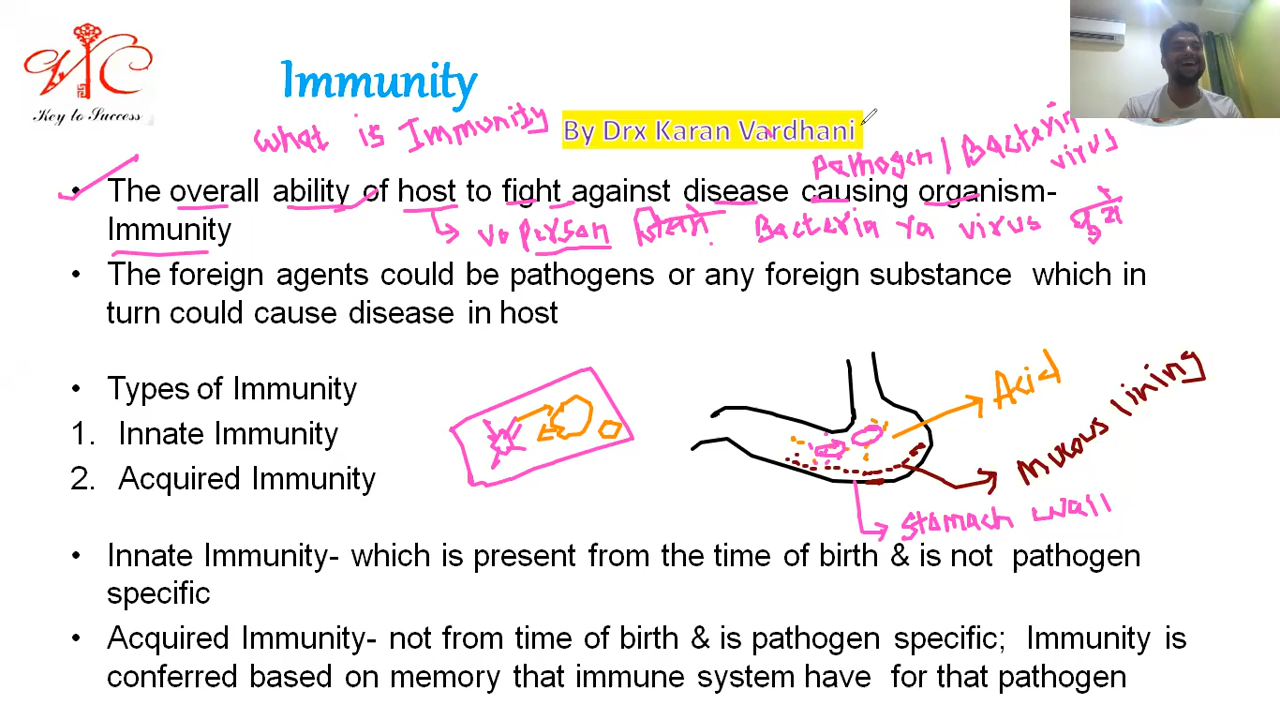 Key to Success
Immunity
What is Immunity
By Drx Karan Vardhani
Pathogen / Bacteria
virus
• The overall ability of host to fight against disease causing organism-
Immunity
vo person Bacteria ya virus
• The foreign agents could be pathogens or any foreign substance which in
turn could cause disease in host
• Types of Immunity
1. Innate Immunity
2. Acquired Immunity
Acid
Mucous lining
Stomach wall
• Innate Immunity- which is present from the time of birth & is not pathogen
specific
• Acquired Immunity- not from time of birth & is pathogen specific; Immunity is
conferred based on memory that immune system have for that pathogen